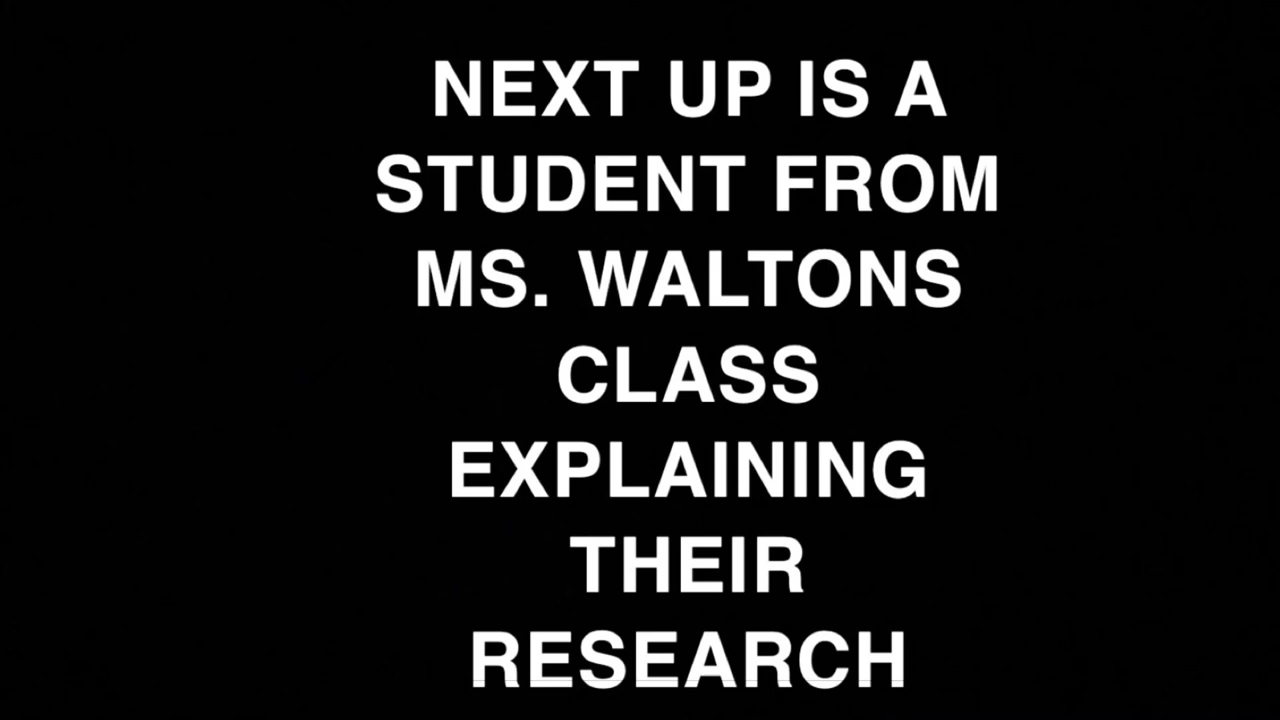 NEXT UP IS A
STUDENT FROM
MS. WALTONS
CLASS
EXPLAINING
THEIR
RESEARCH